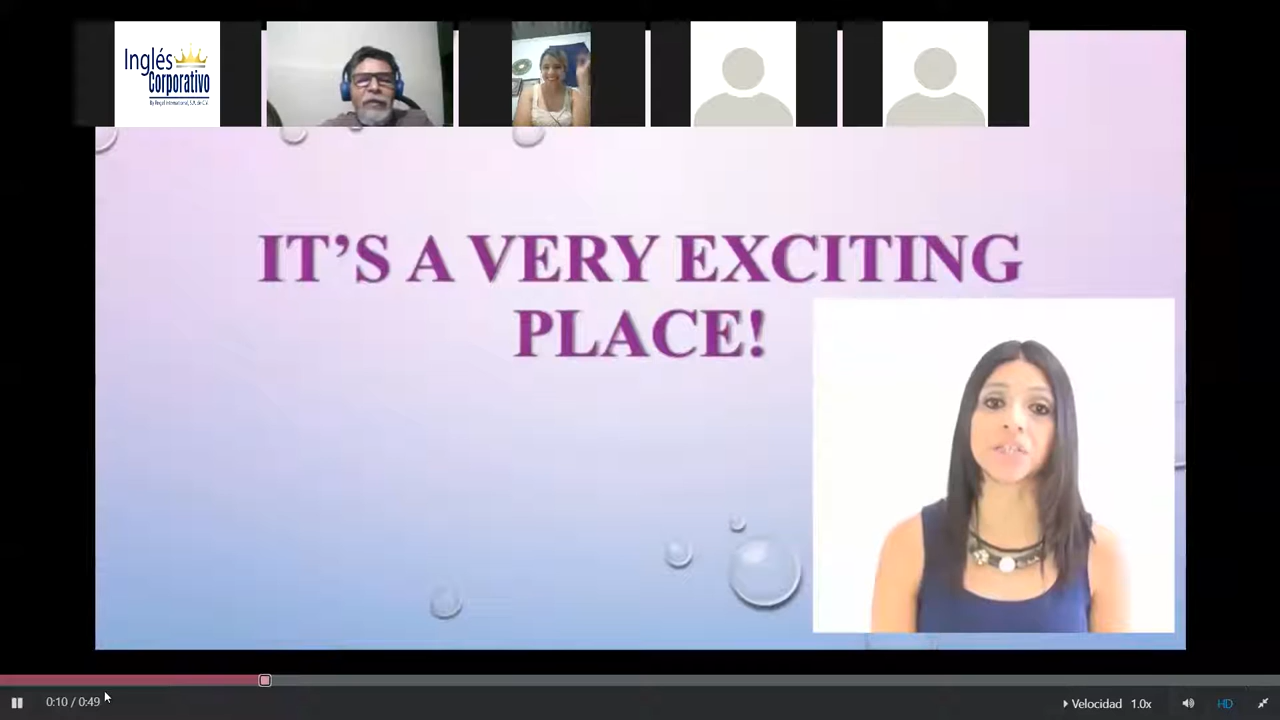 Inglés
Corporativo
IT’S A VERY EXCITING
PLACE!
0:10 / 0:49
Velocidad 1.0x
HD